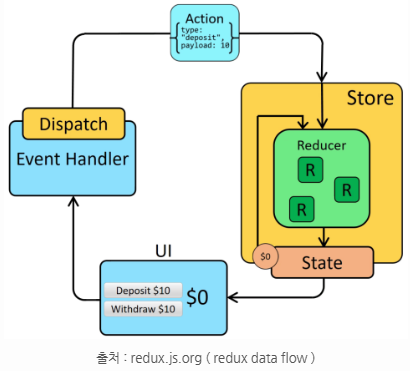 Action
type:
"deposit",
payload: 10
Store
Dispatch
Event Handler
Reducer
R
R
R
$0
State
UI
Deposit $10
Withdraw $10
$0
출처 : redux.js.org ( redux data flow )